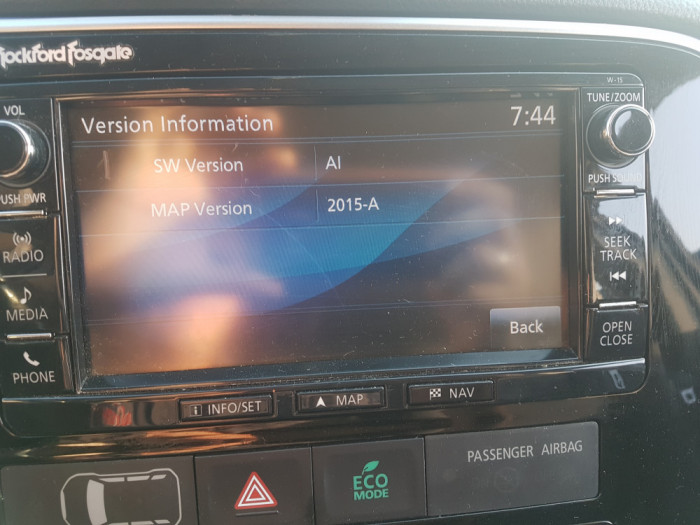 Rockford Fosgate
W-15
VOL
TUNE/ZOOM
Version Information 7:44
SW Version AI
PUSH PWR
PUSH SOUND
MAP Version 2015-A
RADIO
SEEK
TRACK
MEDIA
Back
OPEN
CLOSE
PHONE
i INFO/SET
MAP
NAV
PASSENGER AIRBAG
ECO
MODE